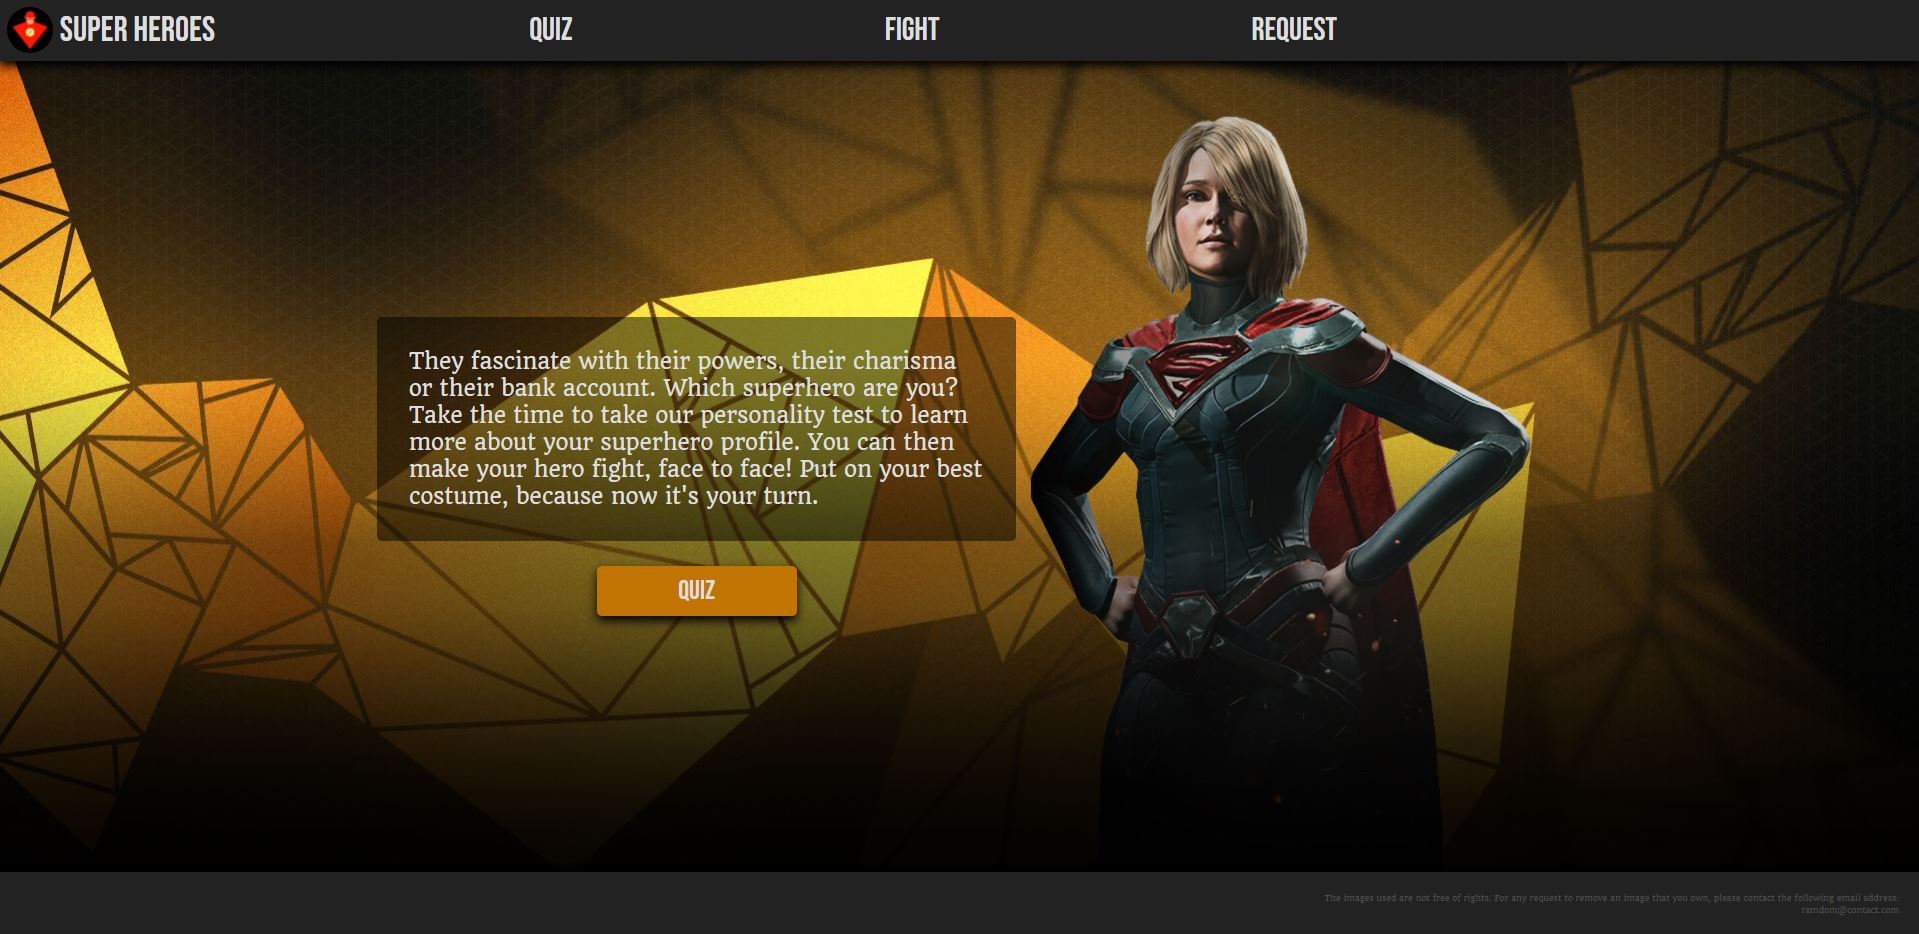 SUPER HEROES
QUIZ
FIGHT
REQUEST
They fascinate with their powers, their charisma
or their bank account. Which superhero are you?
Take the time to take our personality test to learn
more about your superhero profile. You can then
make your hero fight, face to face! Put on your best
costume, because now it's your turn.
QUIZ
The images used are not free of rights. For any request to remove an image that you own, please contact the following email address:
ramdom@contact.com